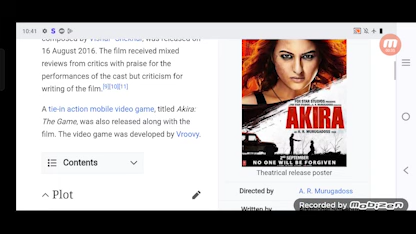 10:41
composed by Vishal–Shekhar, was released on
16 August 2016. The film received mixed
reviews from critics with praise for the
performances of the cast but criticism for
writing of the film.[9][10][11]
A tie-in action mobile video game, titled Akira:
The Game, was also released along with the
film. The video game was developed by Vroovy.
Contents
Plot
FOX STAR STUDIOS
AKIRA
A. R. MURUGADOSS
2nd SEPTEMBER
NO ONE WILL BE FORGIVEN
Theatrical release poster
Directed by A. R. Murugadoss
Written by
Recorded by Mobizen